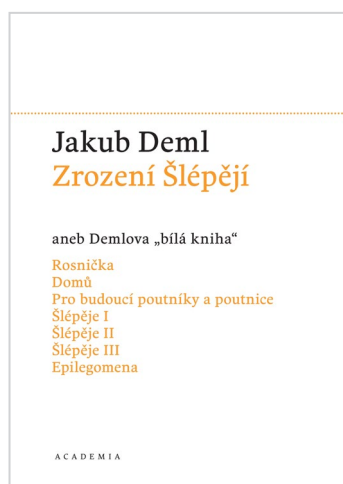 Jakub Deml
Zrození Šlépějí
aneb Demlova „bílá kniha“
Rosnička
Domů
Pro budoucí poutníky a poutnice
Šlépěje I
Šlépěje II
Šlépěje III
Epilegomena
ACADEMIA